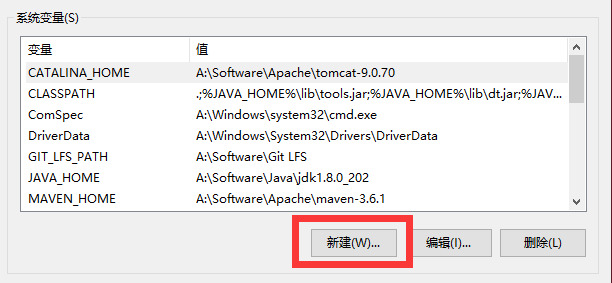 系统变量(S)
变量 值
CATALINA_HOME A:\Software\Apache\tomcat-9.0.70
CLASSPATH .;%JAVA_HOME%\lib\tools.jar;%JAVA_HOME%\lib\dt.jar;%JAV...
ComSpec A:\Windows\system32\cmd.exe
DriverData A:\Windows\System32\Drivers\DriverData
GIT_LFS_PATH A:\Software\Git LFS
JAVA_HOME A:\Software\Java\jdk1.8.0_202
MAVEN_HOME A:\Software\Apache\maven-3.6.1
新建(W)... 编辑(I)... 删除(L)